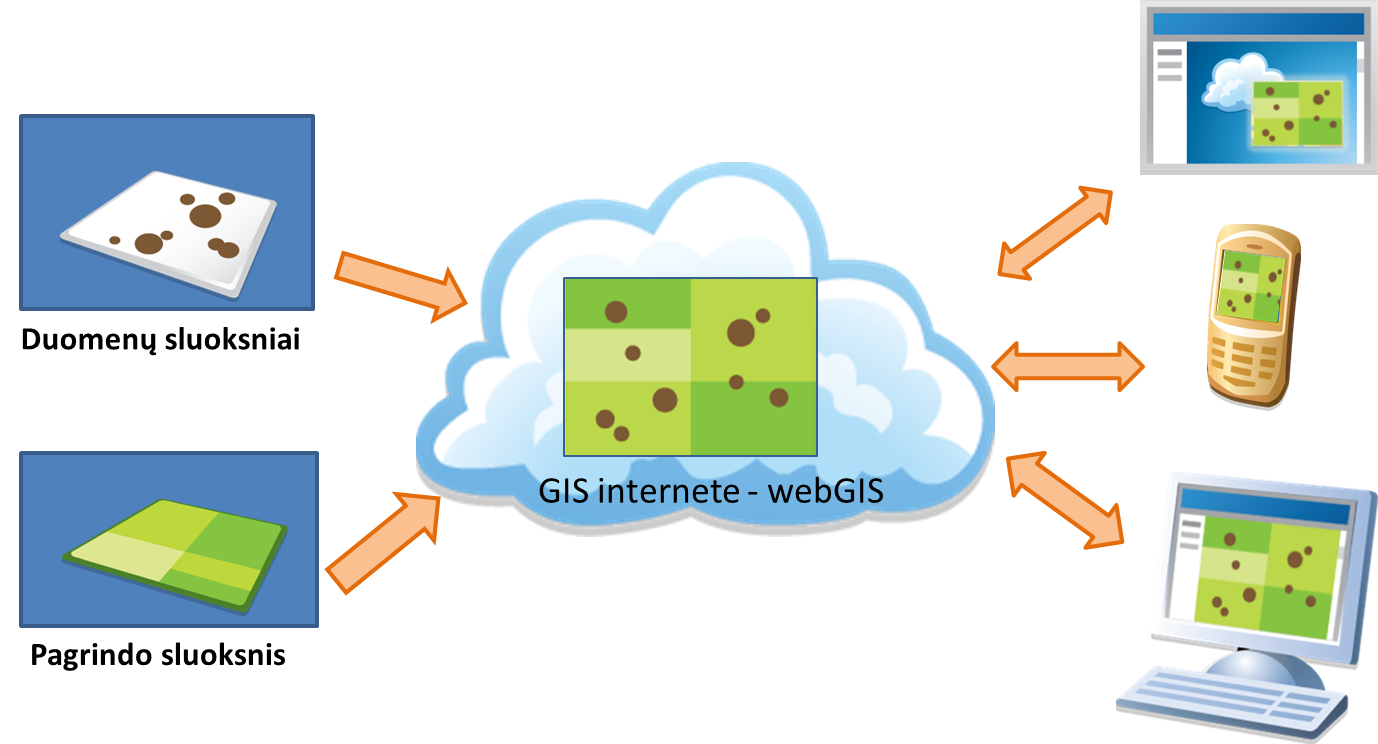 Duomenų sluoksniai
GIS internete - webGIS
Pagrindo sluoksnis